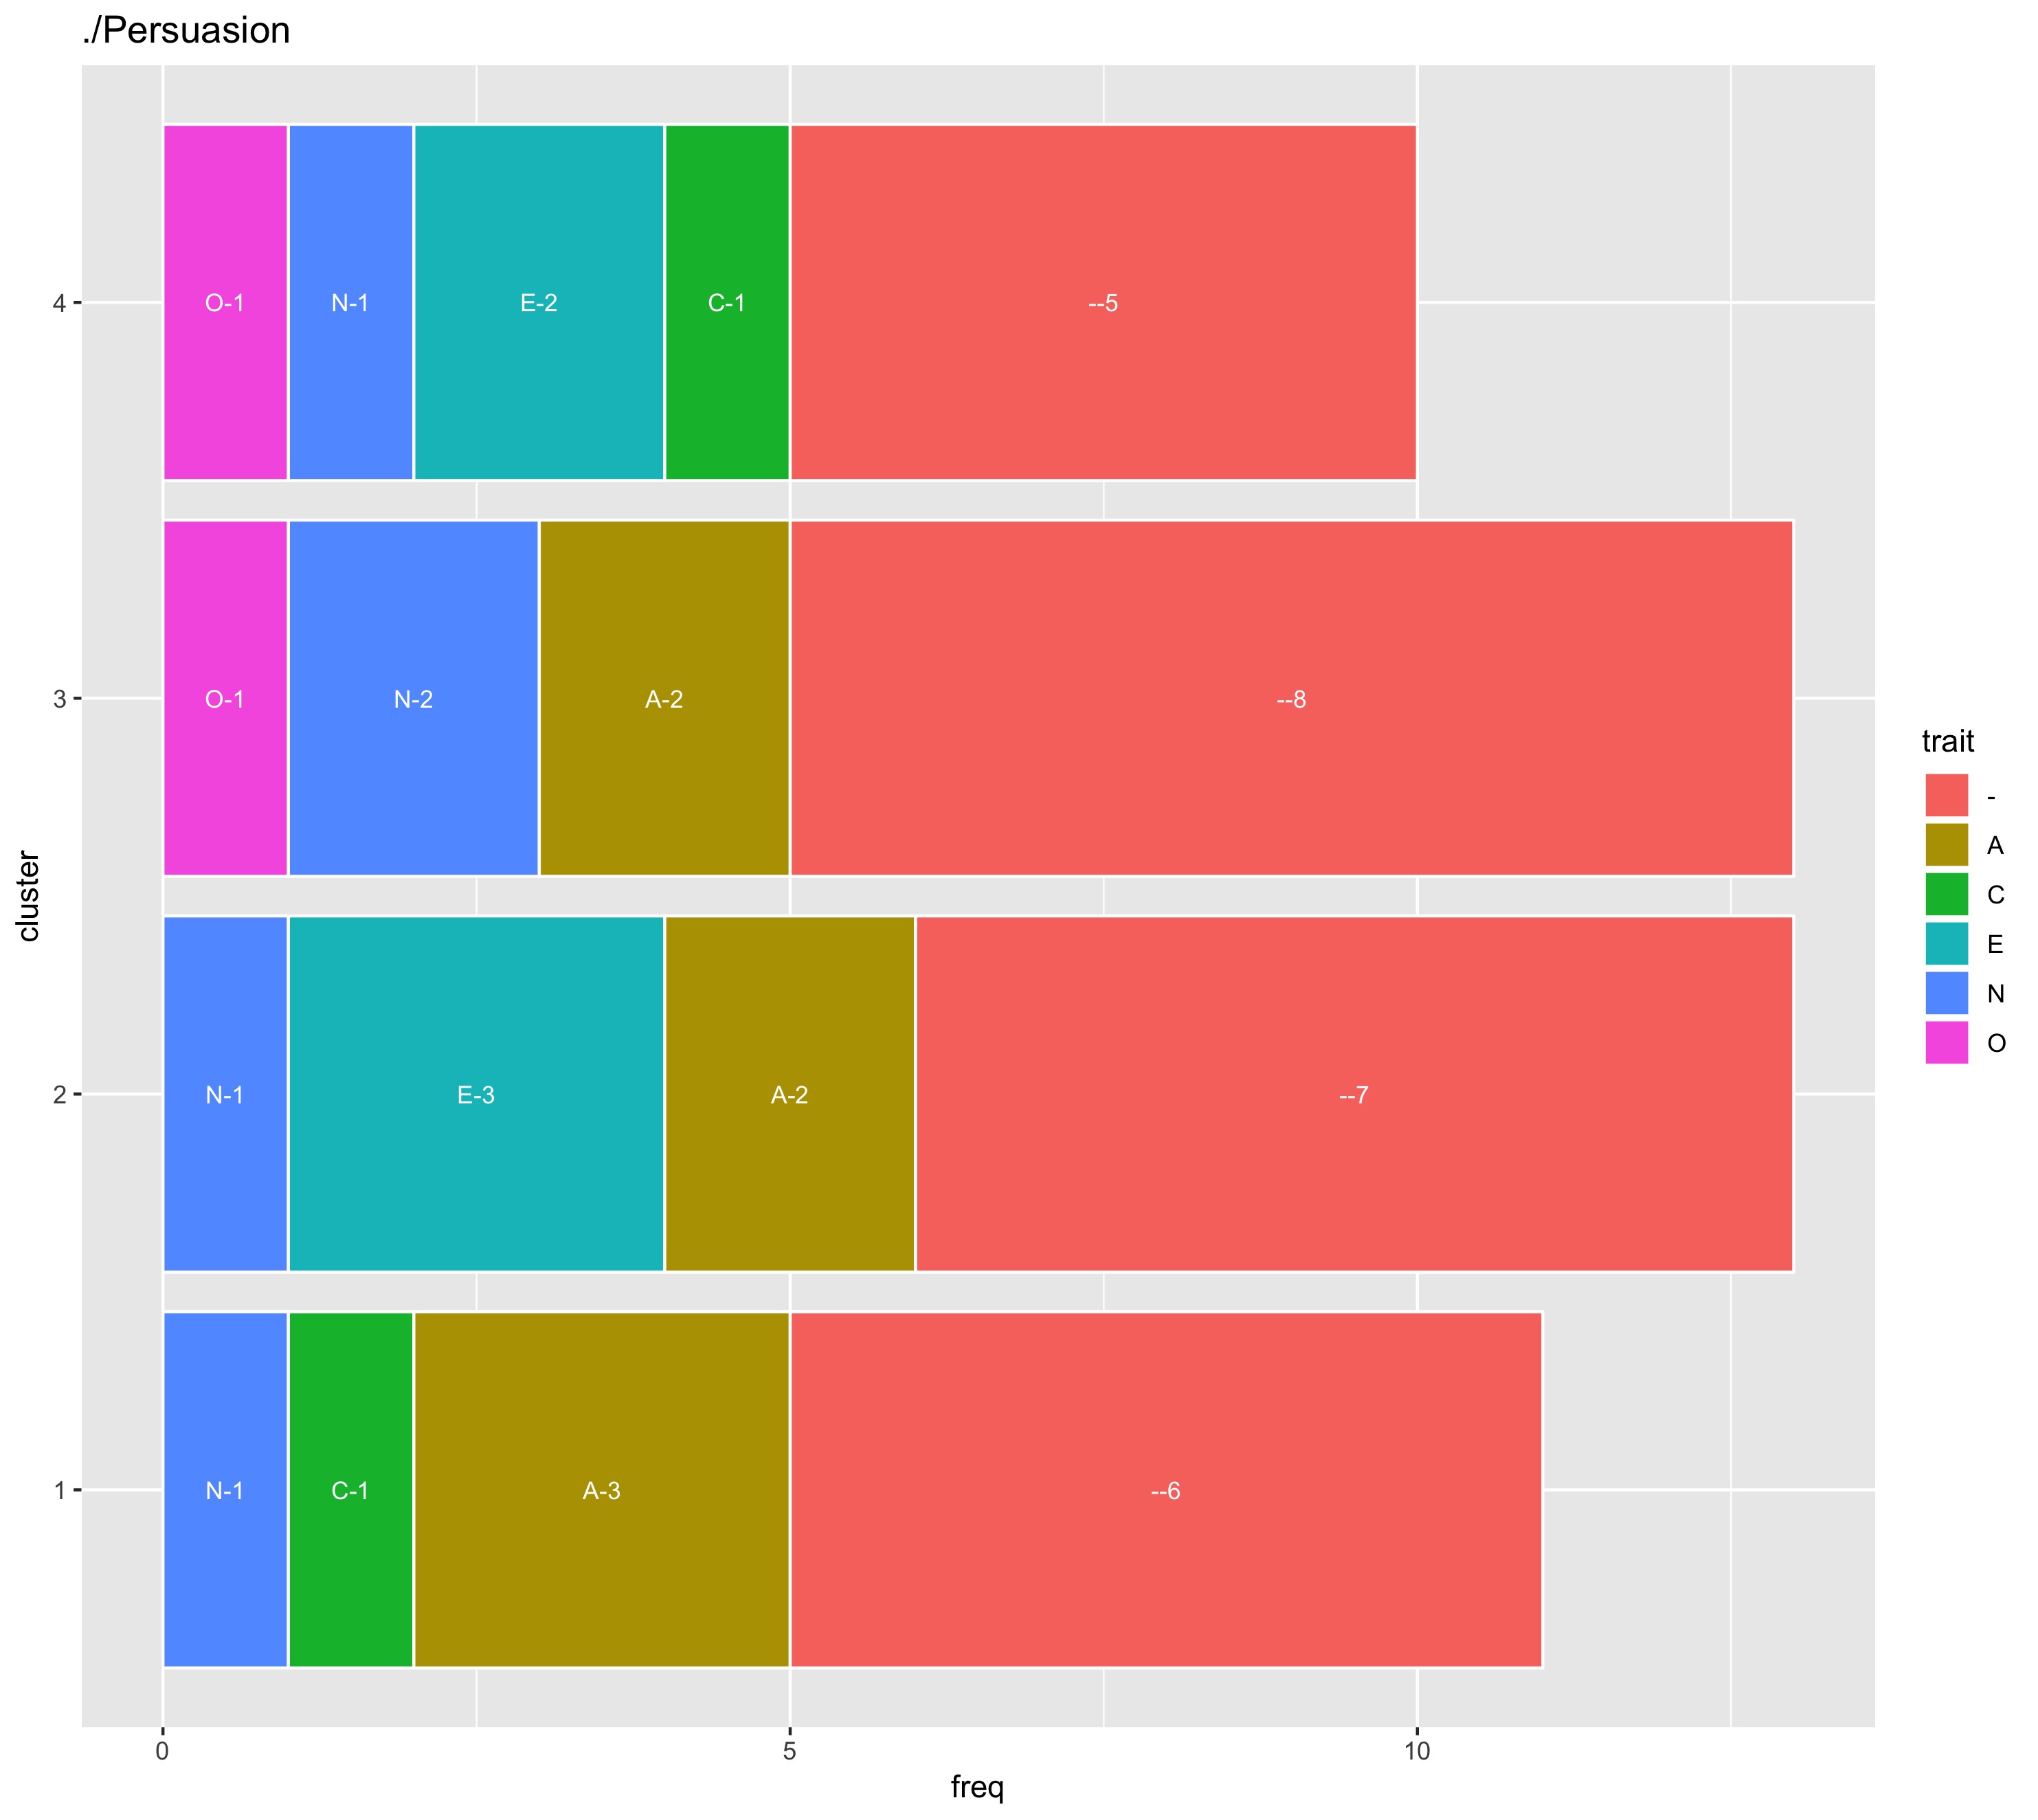 ./Persuasion
4
O-1 N-1 E-2 C-1 --5
3
O-1 N-2 A-2 --8
2
N-1 E-3 A-2 --7
1
N-1 C-1 A-3 --6
0 5 10
freq
cluster
trait
-
A
C
E
N
O